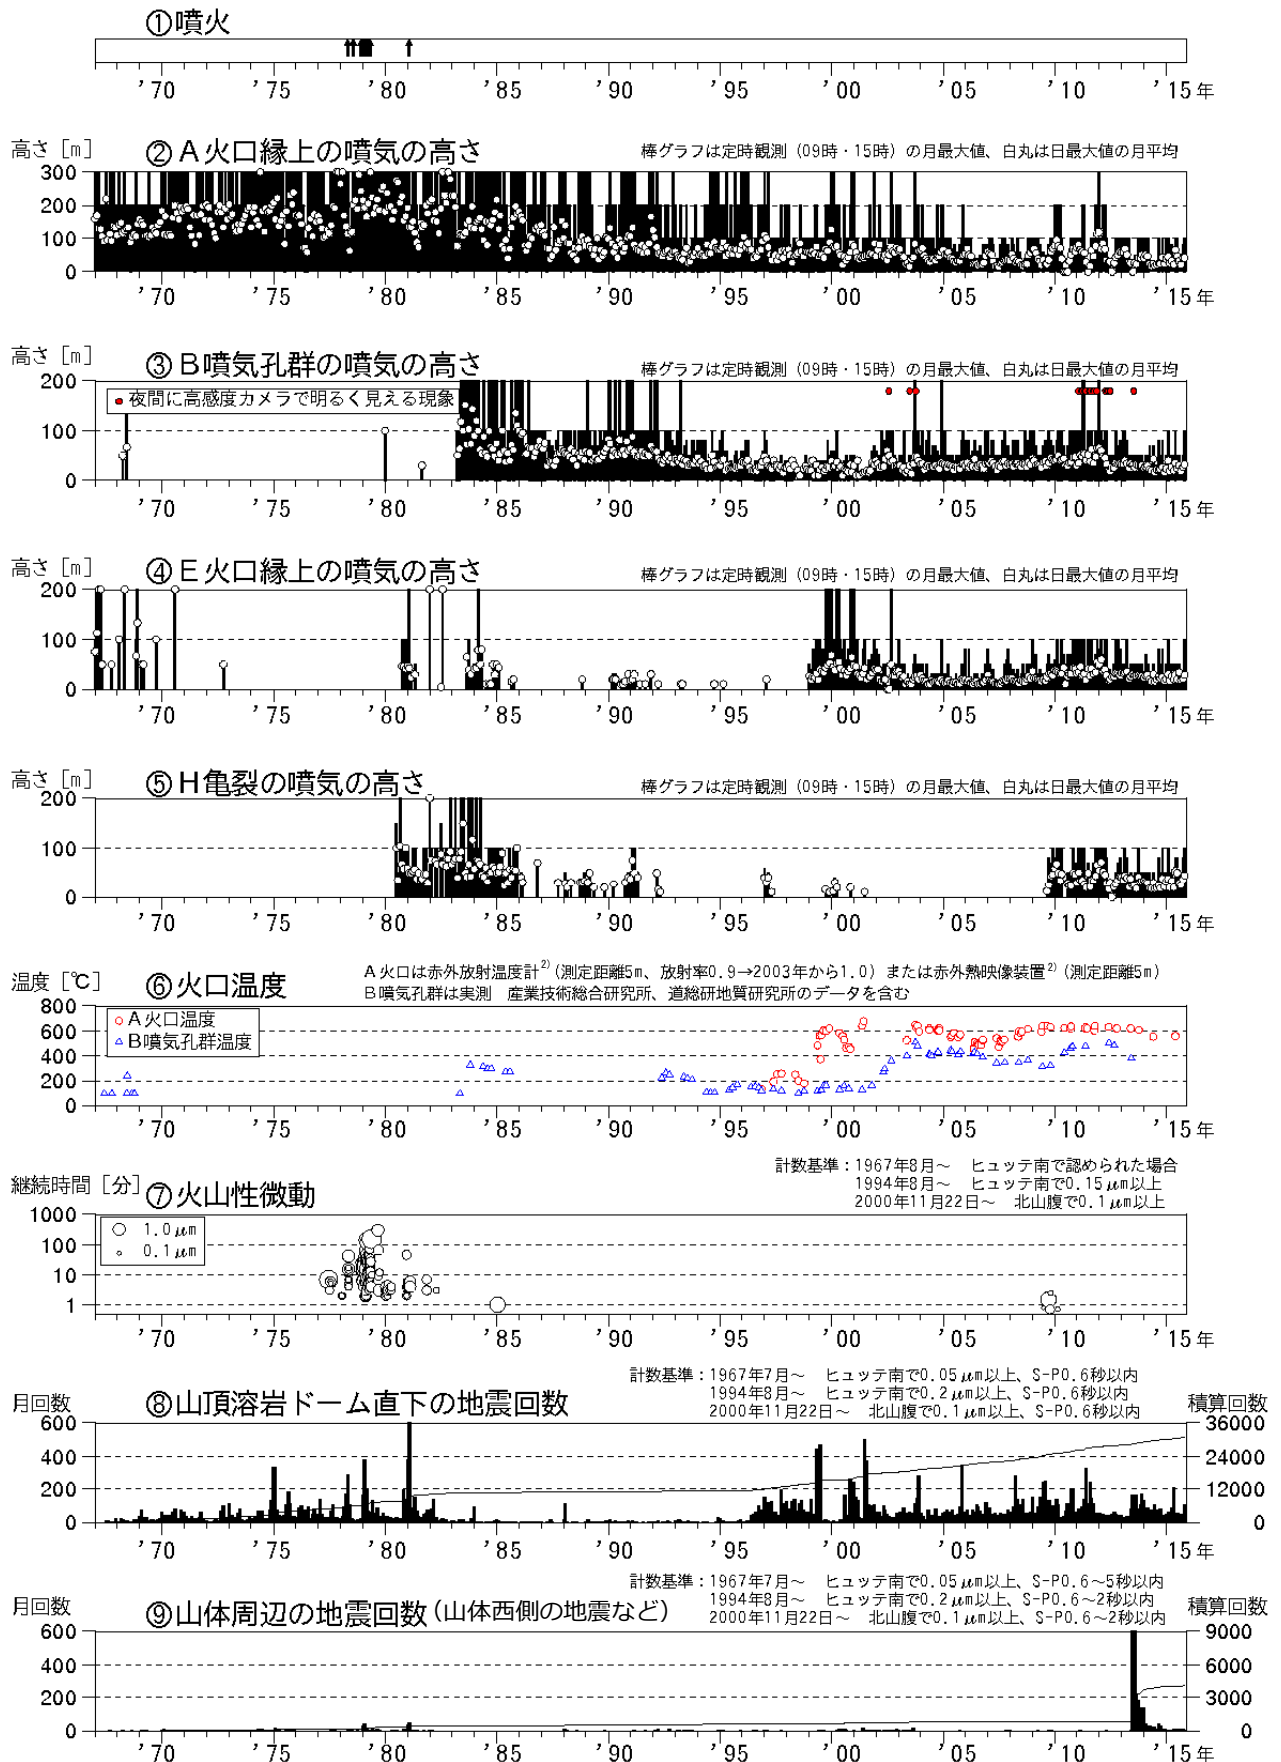 ①噴火
'70 '75 '80 '85 '90 '95 '00 '05 '10 '15年
高さ［m］ ②A火口縁上の噴気の高さ 棒グラフは定時観測（09時・15時）の月最大値、白丸は日最大値の月平均
300
200
100
0
'70 '75 '80 '85 '90 '95 '00 '05 '10 '15年
高さ［m］ ③B噴気孔群の噴気の高さ 棒グラフは定時観測（09時・15時）の月最大値、白丸は日最大値の月平均
200
夜間に高感度カメラで明るく見える現象
100
0
'70 '75 '80 '85 '90 '95 '00 '05 '10 '15年
高さ［m］ ④E火口縁上の噴気の高さ 棒グラフは定時観測（09時・15時）の月最大値、白丸は日最大値の月平均
200
100
0
'70 '75 '80 '85 '90 '95 '00 '05 '10 '15年
高さ［m］ ⑤H亀裂の噴気の高さ 棒グラフは定時観測（09時・15時）の月最大値、白丸は日最大値の月平均
200
100
0
'70 '75 '80 '85 '90 '95 '00 '05 '10 '15年
温度［℃］ ⑥火口温度 A火口は赤外放射温度計2)（測定距離5m、放射率0.9→2003年から1.0）または赤外熱映像装置2)（測定距離5m）
B噴気孔群は実測 産業技術総合研究所、道総研地質研究所のデータを含む
800
A火口温度
600
B噴気孔群温度
400
200
0
'70 '75 '80 '85 '90 '95 '00 '05 '10 '15年
計数基準：1967年8月～ ヒュッテ南で認められた場合
継続時間［分］ ⑦火山性微動 1994年8月～ ヒュッテ南で0.15μm以上
2000年11月22日～ 北山腹で0.1μm以上
1000
1.0μm
100
0.1μm
10
1
'70 '75 '80 '85 '90 '95 '00 '05 '10 '15年
計数基準：1967年7月～ ヒュッテ南で0.05μm以上、S-P0.6秒以内
月回数 ⑧山頂溶岩ドーム直下の地震回数 1994年8月～ ヒュッテ南で0.2μm以上、S-P0.6秒以内 積算回数
2000年11月22日～ 北山腹で0.1μm以上、S-P0.6秒以内
600 36000
400 24000
200 12000
0 0
'70 '75 '80 '85 '90 '95 '00 '05 '10 '15年
計数基準：1967年7月～ ヒュッテ南で0.05μm以上、S-P0.6～5秒以内
月回数 ⑨山体周辺の地震回数（山体西側の地震など） 1994年8月～ ヒュッテ南で0.2μm以上、S-P0.6～2秒以内 積算回数
2000年11月22日～ 北山腹で0.1μm以上、S-P0.6～2秒以内
600 9000
400 6000
200 3000
0 0
'70 '75 '80 '85 '90 '95 '00 '05 '10 '15年